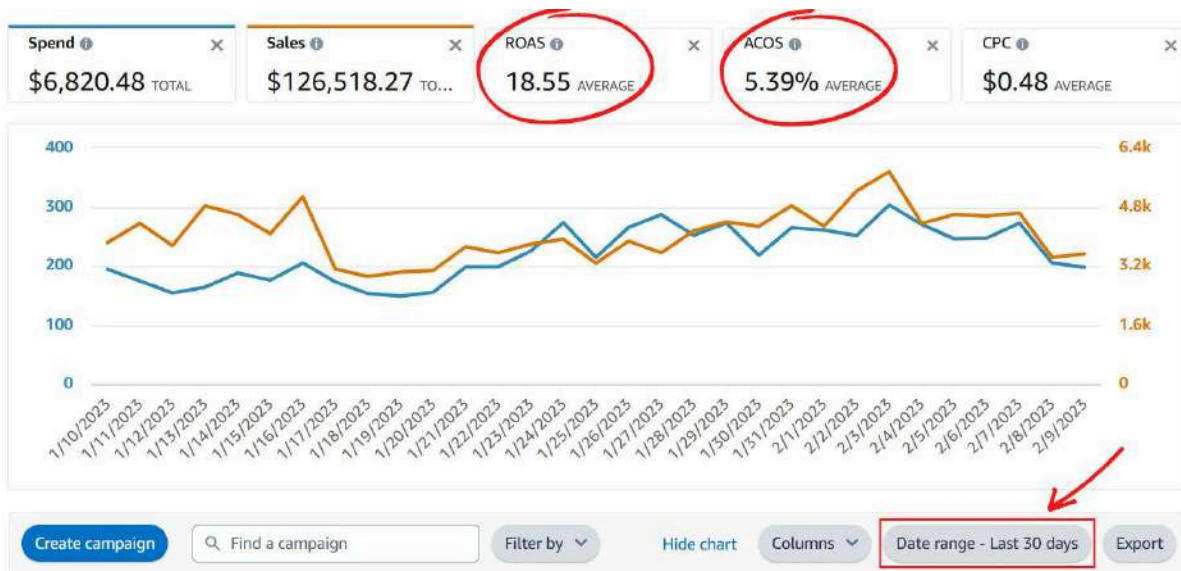 Spend
Sales
ROAS
ACOS
CPC
$6,820.48 TOTAL
$126,518.27 TO...
18.55 AVERAGE
5.39% AVERAGE
$0.48 AVERAGE
400
300
200
100
0
6.4k
4.8k
3.2k
1.6k
0
1/10/2023
1/11/2023
1/12/2023
1/13/2023
1/14/2023
1/15/2023
1/16/2023
1/17/2023
1/18/2023
1/19/2023
1/20/2023
1/21/2023
1/22/2023
1/23/2023
1/24/2023
1/25/2023
1/26/2023
1/27/2023
1/28/2023
1/29/2023
1/30/2023
1/31/2023
2/1/2023
2/2/2023
2/3/2023
2/4/2023
2/5/2023
2/6/2023
2/7/2023
2/8/2023
2/9/2023
Create campaign
Find a campaign
Filter by
Hide chart
Columns
Date range - Last 30 days
Export